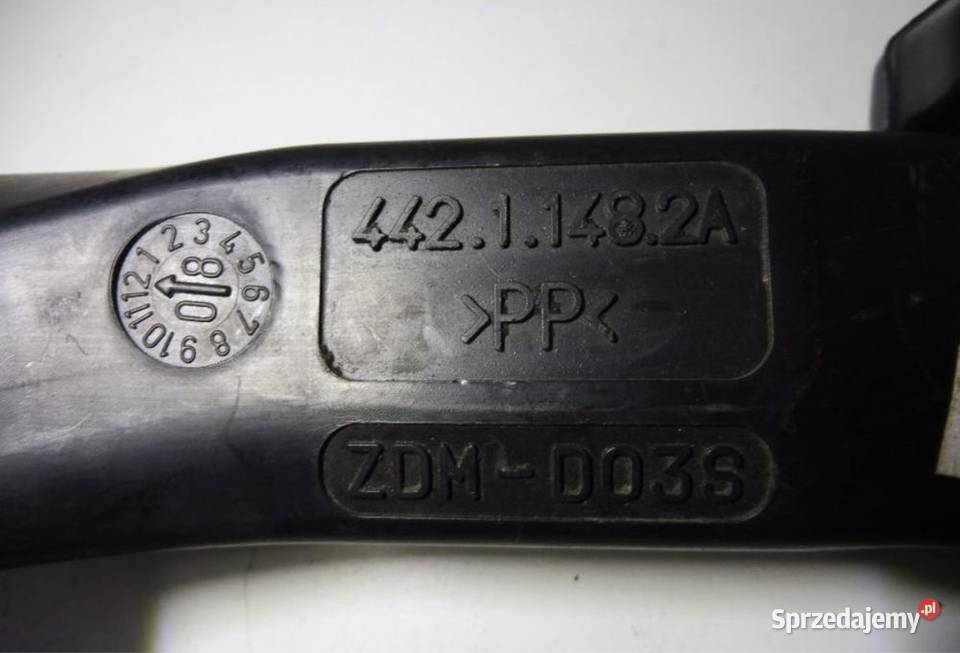 442.1.148.2A
>PP<
ZDM-D03S
1 2 3 4 5 6 7 8 9 10 11 12
08
Sprzedajemy.pl